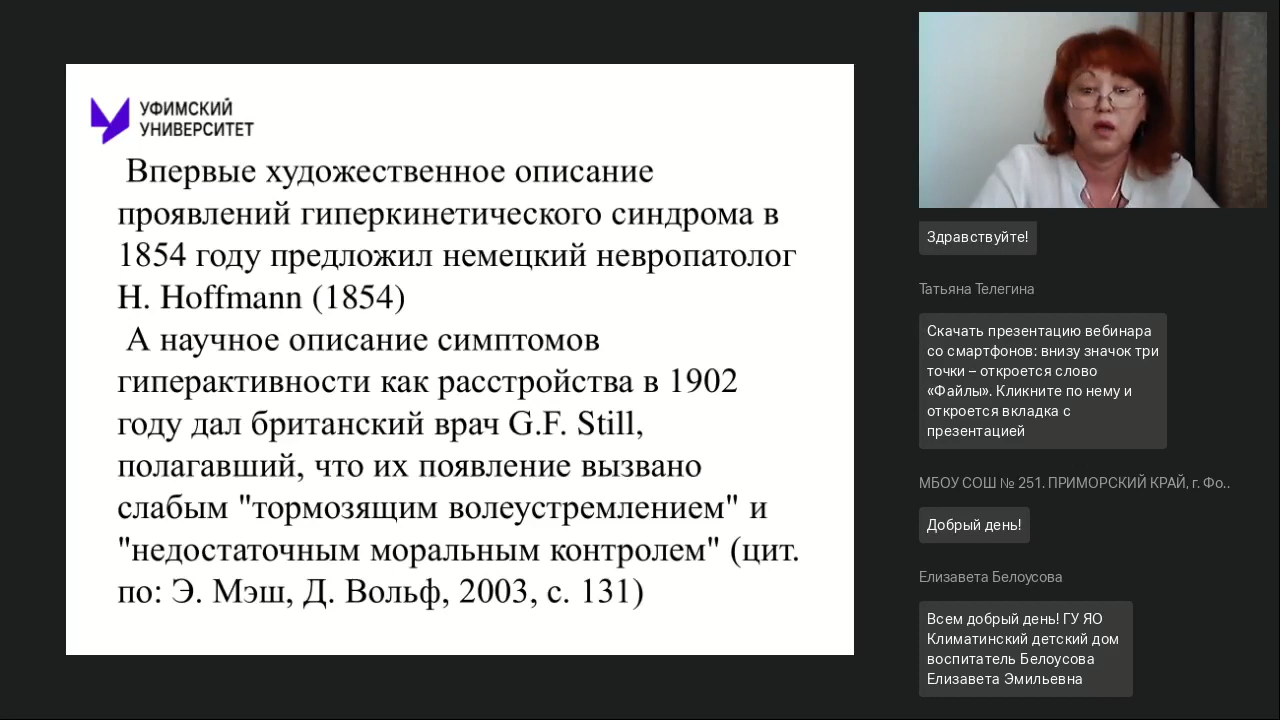 УФИМСКИЙ
УНИВЕРСИТЕТ
Впервые художественное описание
проявлений гиперкинетического синдрома в
1854 году предложил немецкий невропатолог
H. Hoffmann (1854)
А научное описание симптомов
гиперактивности как расстройства в 1902
году дал британский врач G.F. Still,
полагавший, что их появление вызвано
слабым "тормозящим волеустремлением" и
"недостаточным моральным контролем" (цит.
по: Э. Мэш, Д. Вольф, 2003, с. 131)
Здравствуйте!
Татьяна Телегина
Скачать презентацию вебинара
со смартфонов: внизу значок три
точки – откроется слово
«Файлы». Кликните по нему и
откроется вкладка с
презентацией
МБОУ СОШ № 251. ПРИМОРСКИЙ КРАЙ, г. Фо..
Добрый день!
Елизавета Белоусова
Всем добрый день! ГУ ЯО
Климатинский детский дом
воспитатель Белоусова
Елизавета Эмильевна